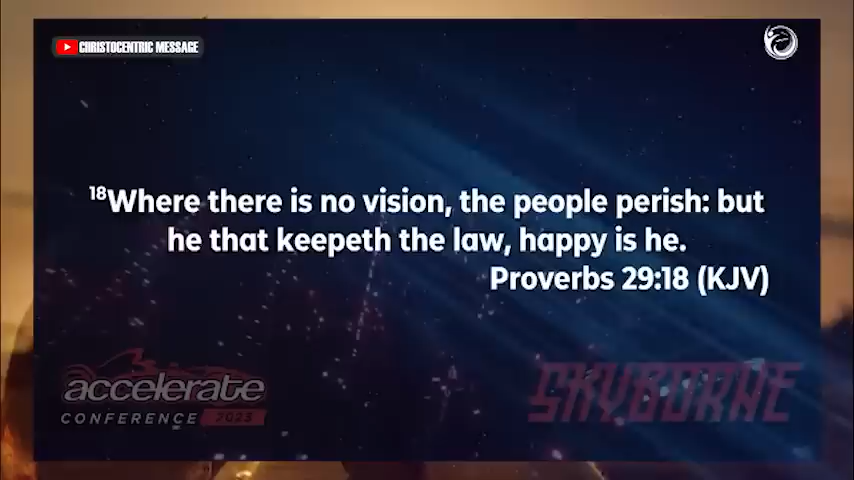 CHRISTOCENTRIC MESSAGE
18Where there is no vision, the people perish: but
he that keepeth the law, happy is he.
Proverbs 29:18 (KJV)
accelerate
CONFERENCE 2023
SKYBORNE